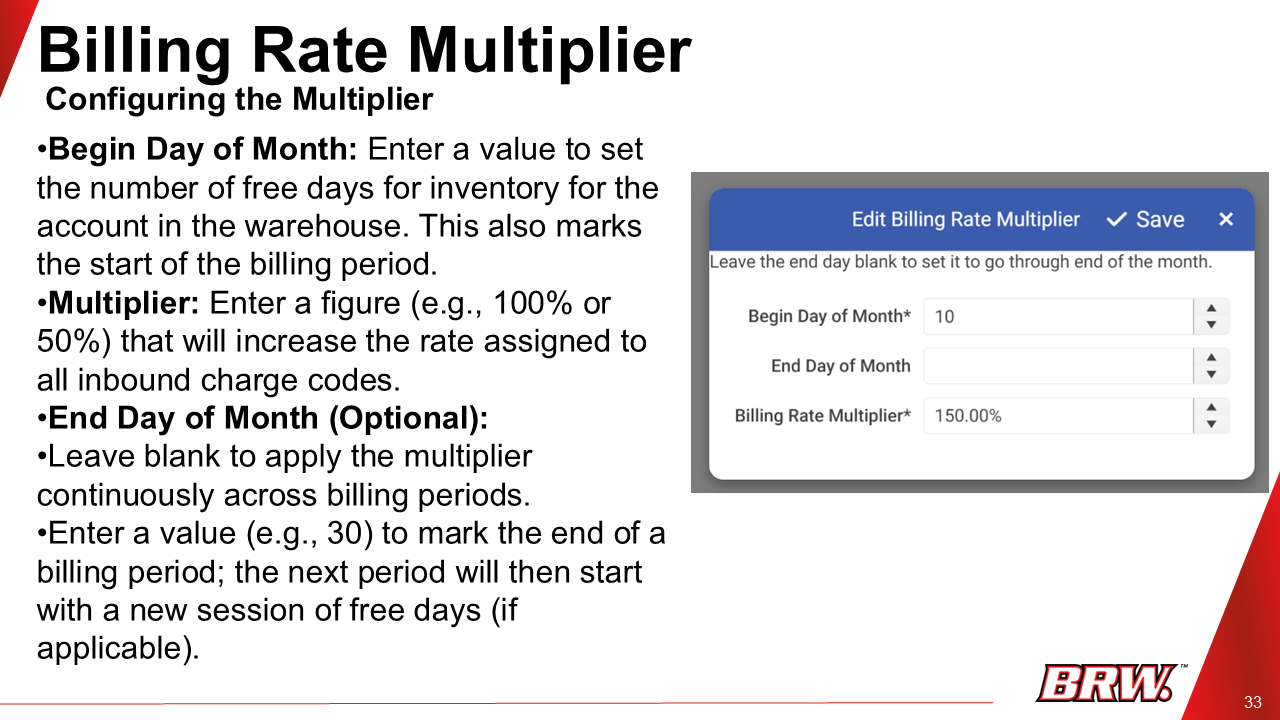 Billing Rate Multiplier
Configuring the Multiplier
•Begin Day of Month: Enter a value to set
the number of free days for inventory for the
account in the warehouse. This also marks
the start of the billing period.
•Multiplier: Enter a figure (e.g., 100% or
50%) that will increase the rate assigned to
all inbound charge codes.
•End Day of Month (Optional):
•Leave blank to apply the multiplier
continuously across billing periods.
•Enter a value (e.g., 30) to mark the end of a
billing period; the next period will then start
with a new session of free days (if
applicable).
Edit Billing Rate Multiplier ✓ Save ×
Leave the end day blank to set it to go through end of the month.
Begin Day of Month* 10
End Day of Month
Billing Rate Multiplier* 150.00%
BRW.™
33